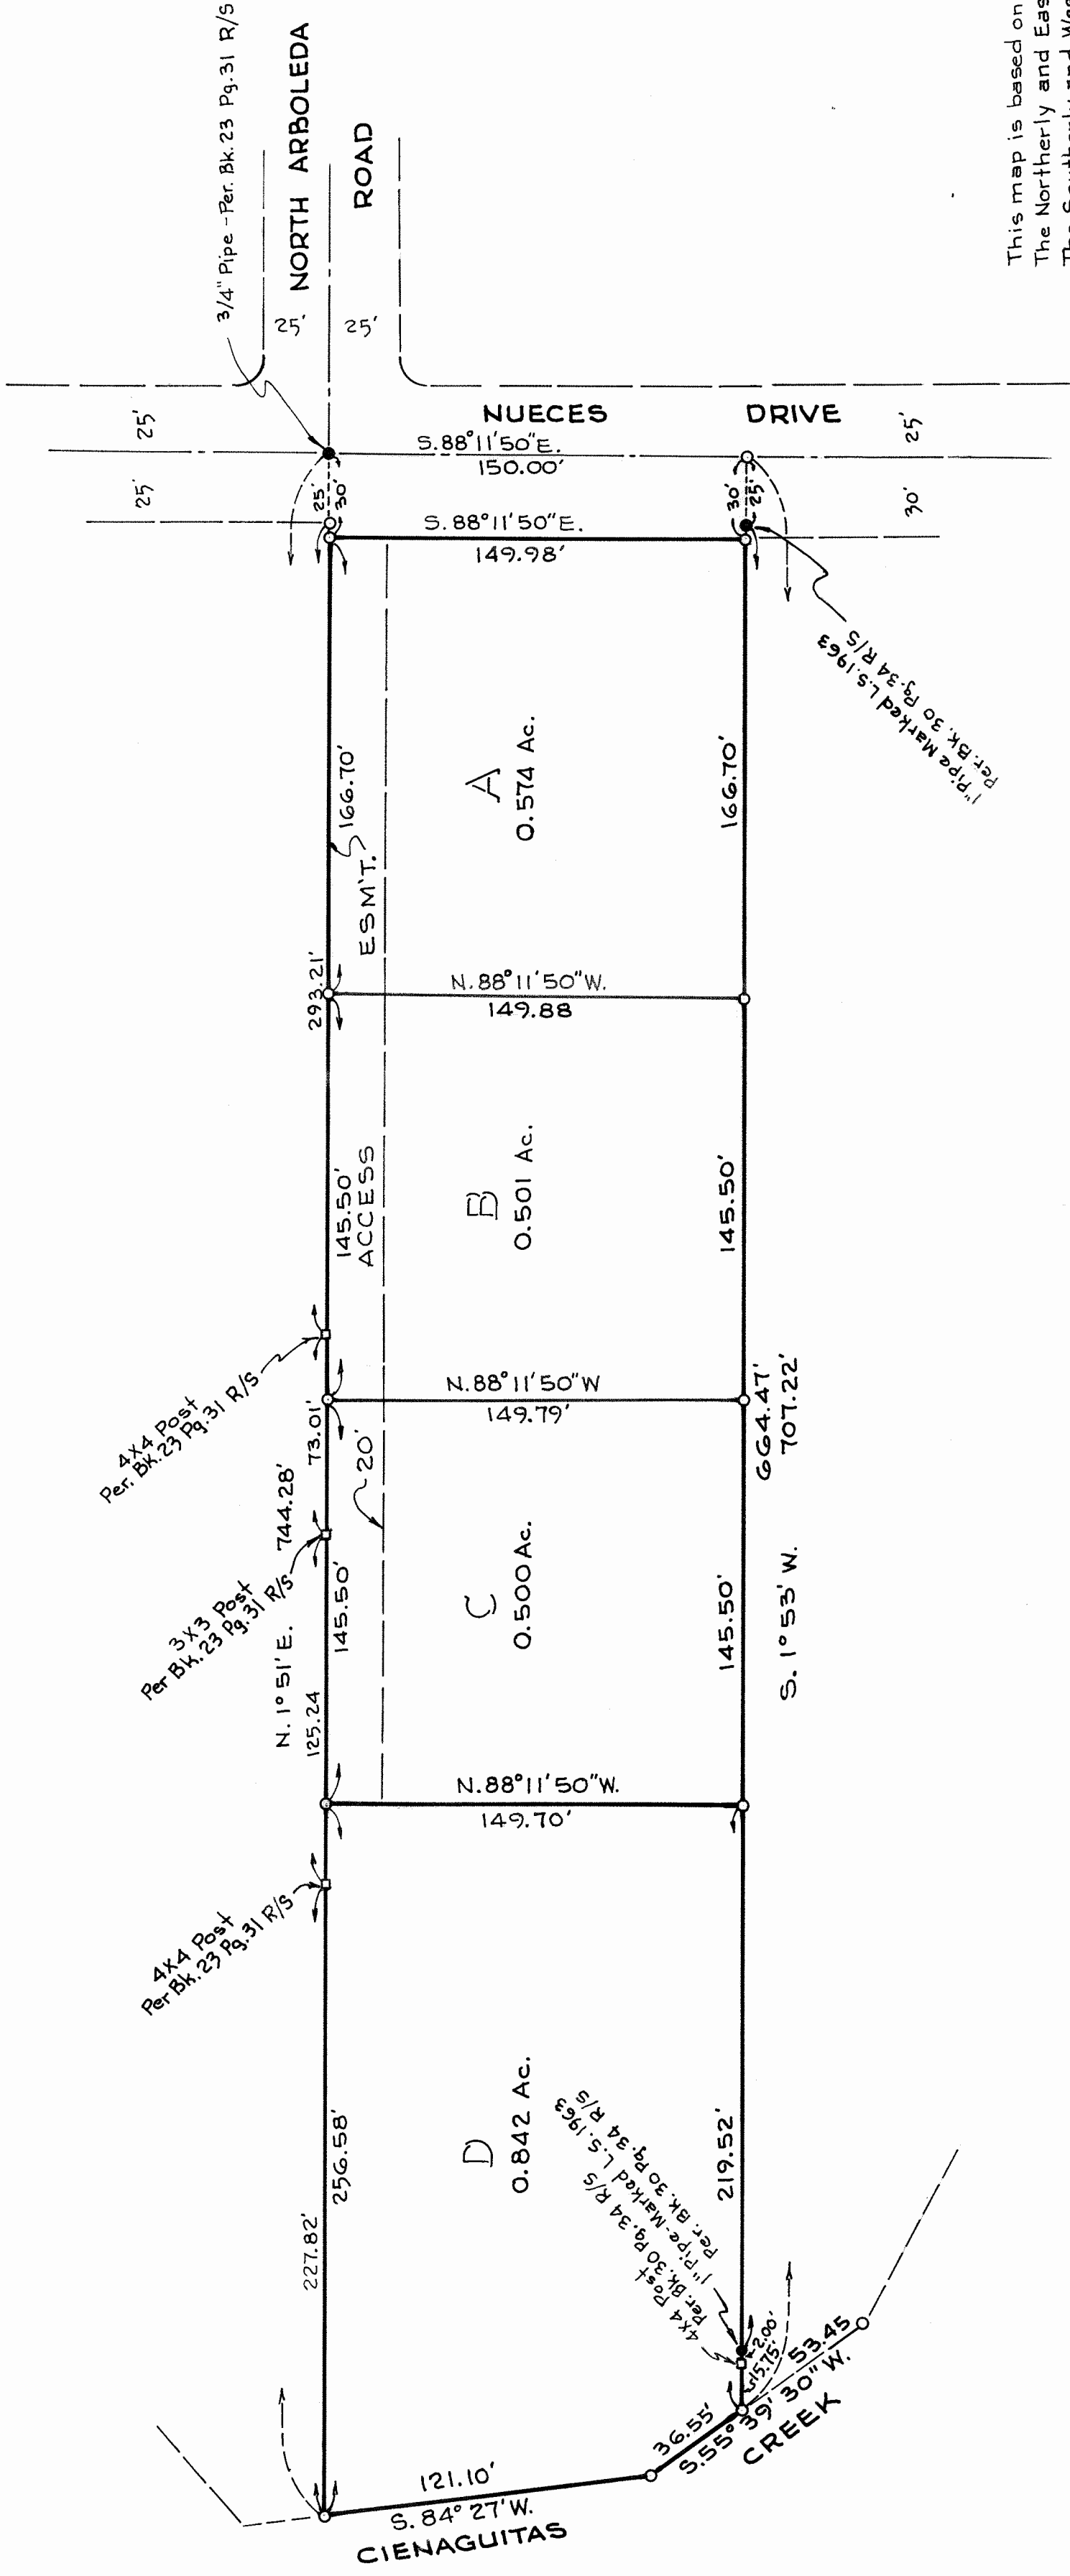 3/4" Pipe - Per. Bk. 23 Pg. 31 R/S
NORTH ARBOLEDA
ROAD
This map is based on
The Northerly and Eas
25'
25'
25'
NUECES DRIVE
25'
S. 88° 11' 50" E.
150.00'
25'
25'
30'
30'
25'
30'
S. 88° 11' 50" E.
149.98'
1" Pipe Marked L.S. 1963
Per. Bk. 30 Pg. 34 R/S
166.70'
A
0.574 Ac.
166.70'
ESM'T.
293.21'
N. 88° 11' 50" W.
149.88
145.50'
ACCESS
B
0.501 Ac.
145.50'
4x4 Post
Per. Bk. 23 Pg. 31 R/S
N. 88° 11' 50" W
149.79'
73.01'
20'
664.47'
707.22'
744.28'
3x3 Post
Per Bk. 23 Pg. 31 R/S
N. 1° 51' E.
145.50'
C
0.500 Ac.
145.50'
S. 1° 53' W.
125.24
N. 88° 11' 50" W.
149.70'
4x4 Post
Per Bk. 23 Pg. 31 R/S
256.58'
D
0.842 Ac.
219.52'
227.82'
4x4 Post
Per. Bk. 30 Pg. 34 R/S
1" Pipe-Marked L.S. 1963
Per. Bk. 30 Pg. 34 R/S
2.00'
15.75'
53.45
36.55'
S. 55° 39' 30" W.
CREEK
121.10'
S. 84° 27' W.
CIENAGUITAS